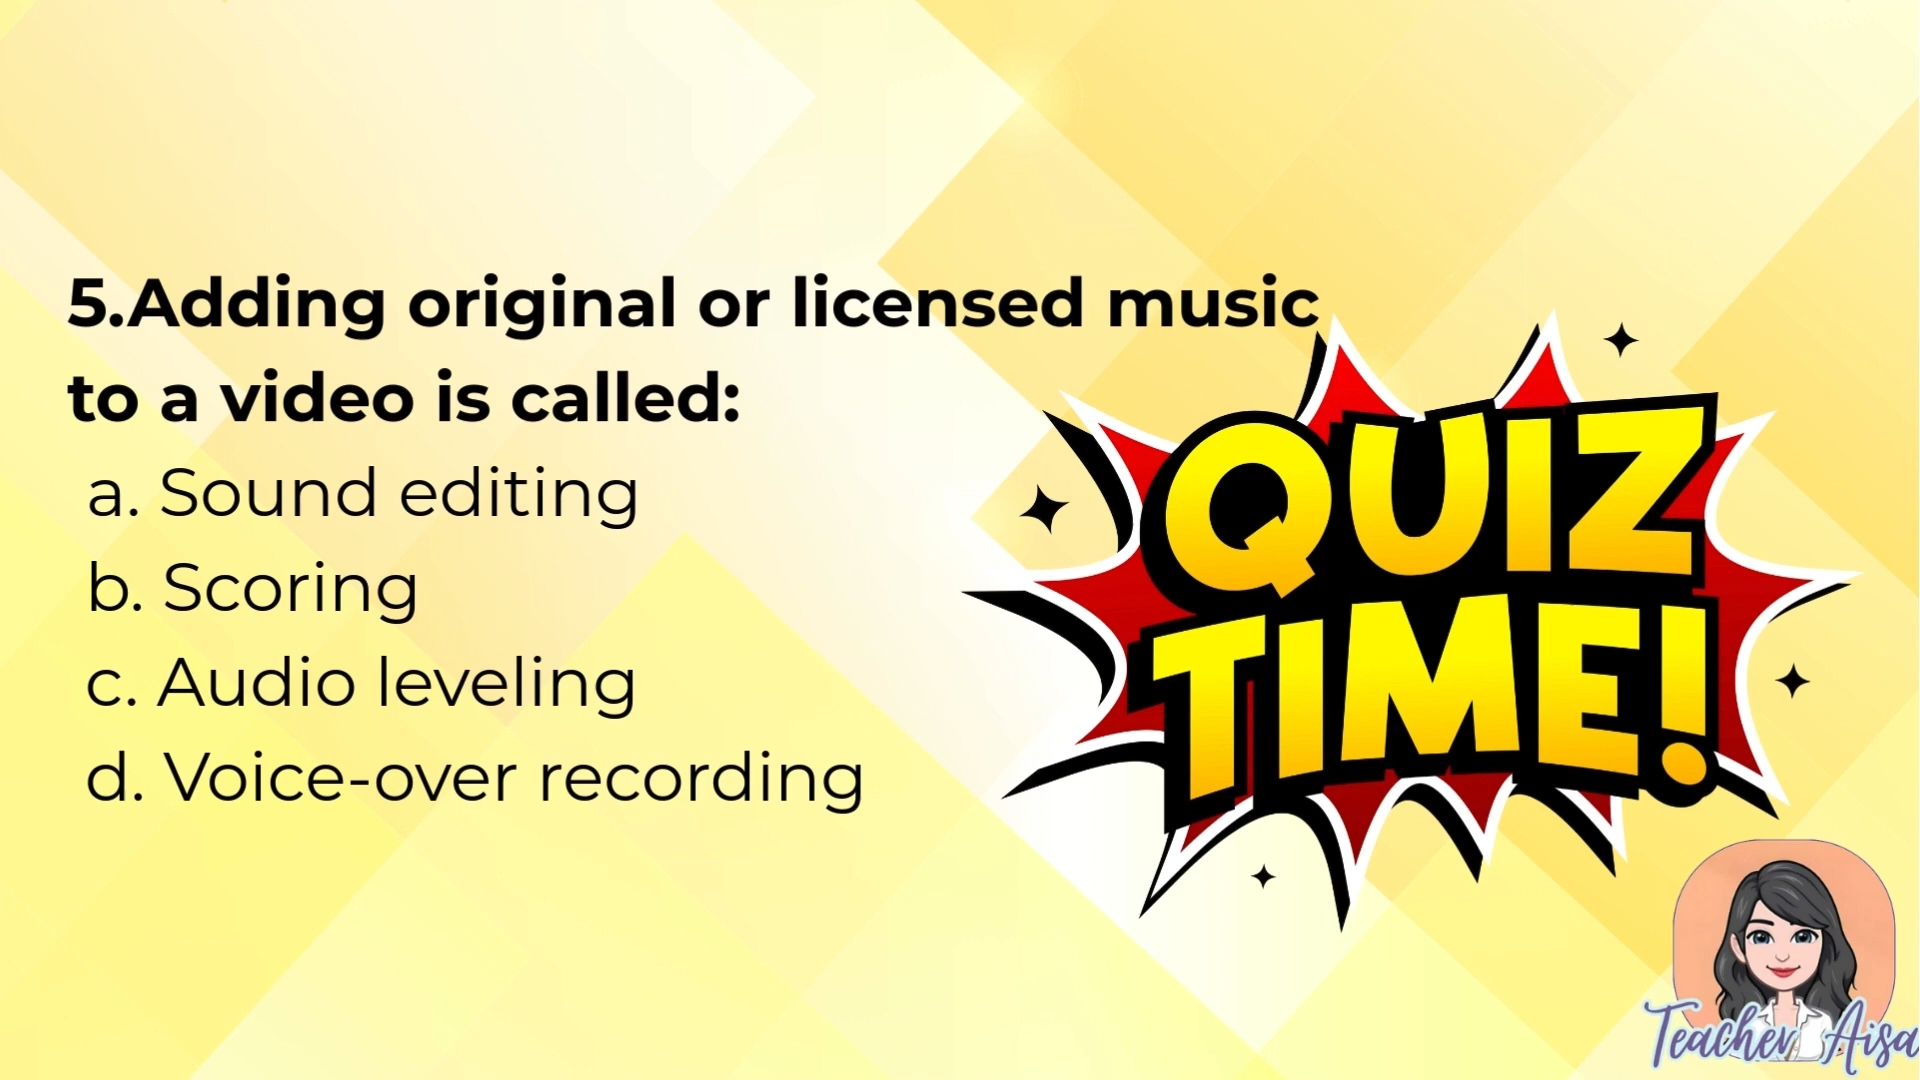 5.Adding original or licensed music
to a video is called:
a. Sound editing
b. Scoring
c. Audio leveling
d. Voice-over recording
QUIZ
TIME!
Teacher Aisa